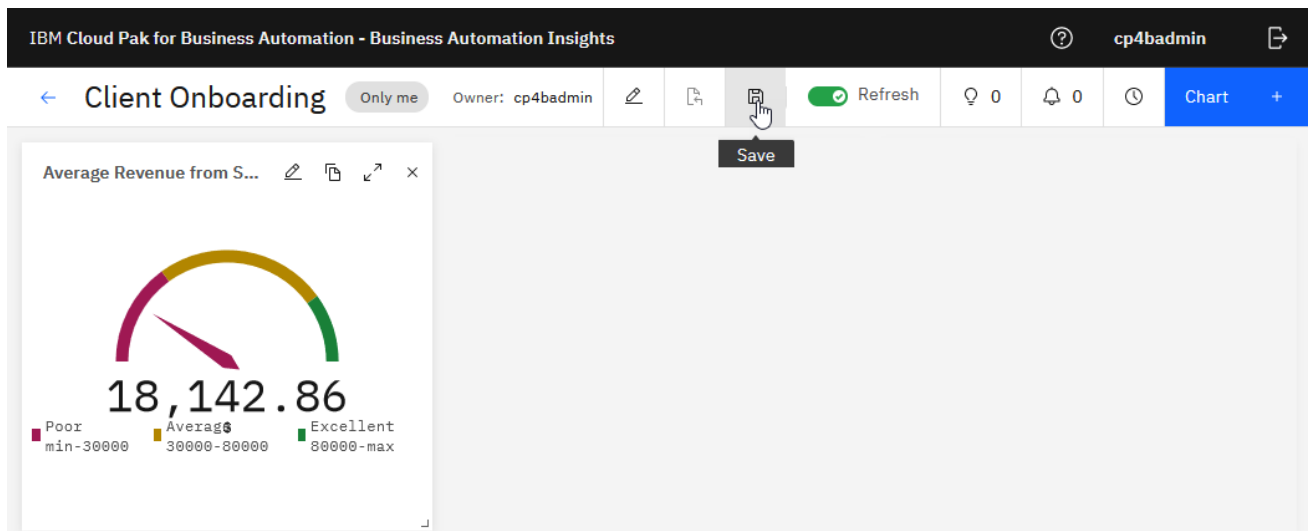 IBM Cloud Pak for Business Automation - Business Automation Insights cp4badmin
Client Onboarding Only me Owner: cp4badmin Refresh 0 0 Chart +
Save
Average Revenue from S...
18,142.86
Poor Averag$ Excellent
min-30000 30000-80000 80000-max